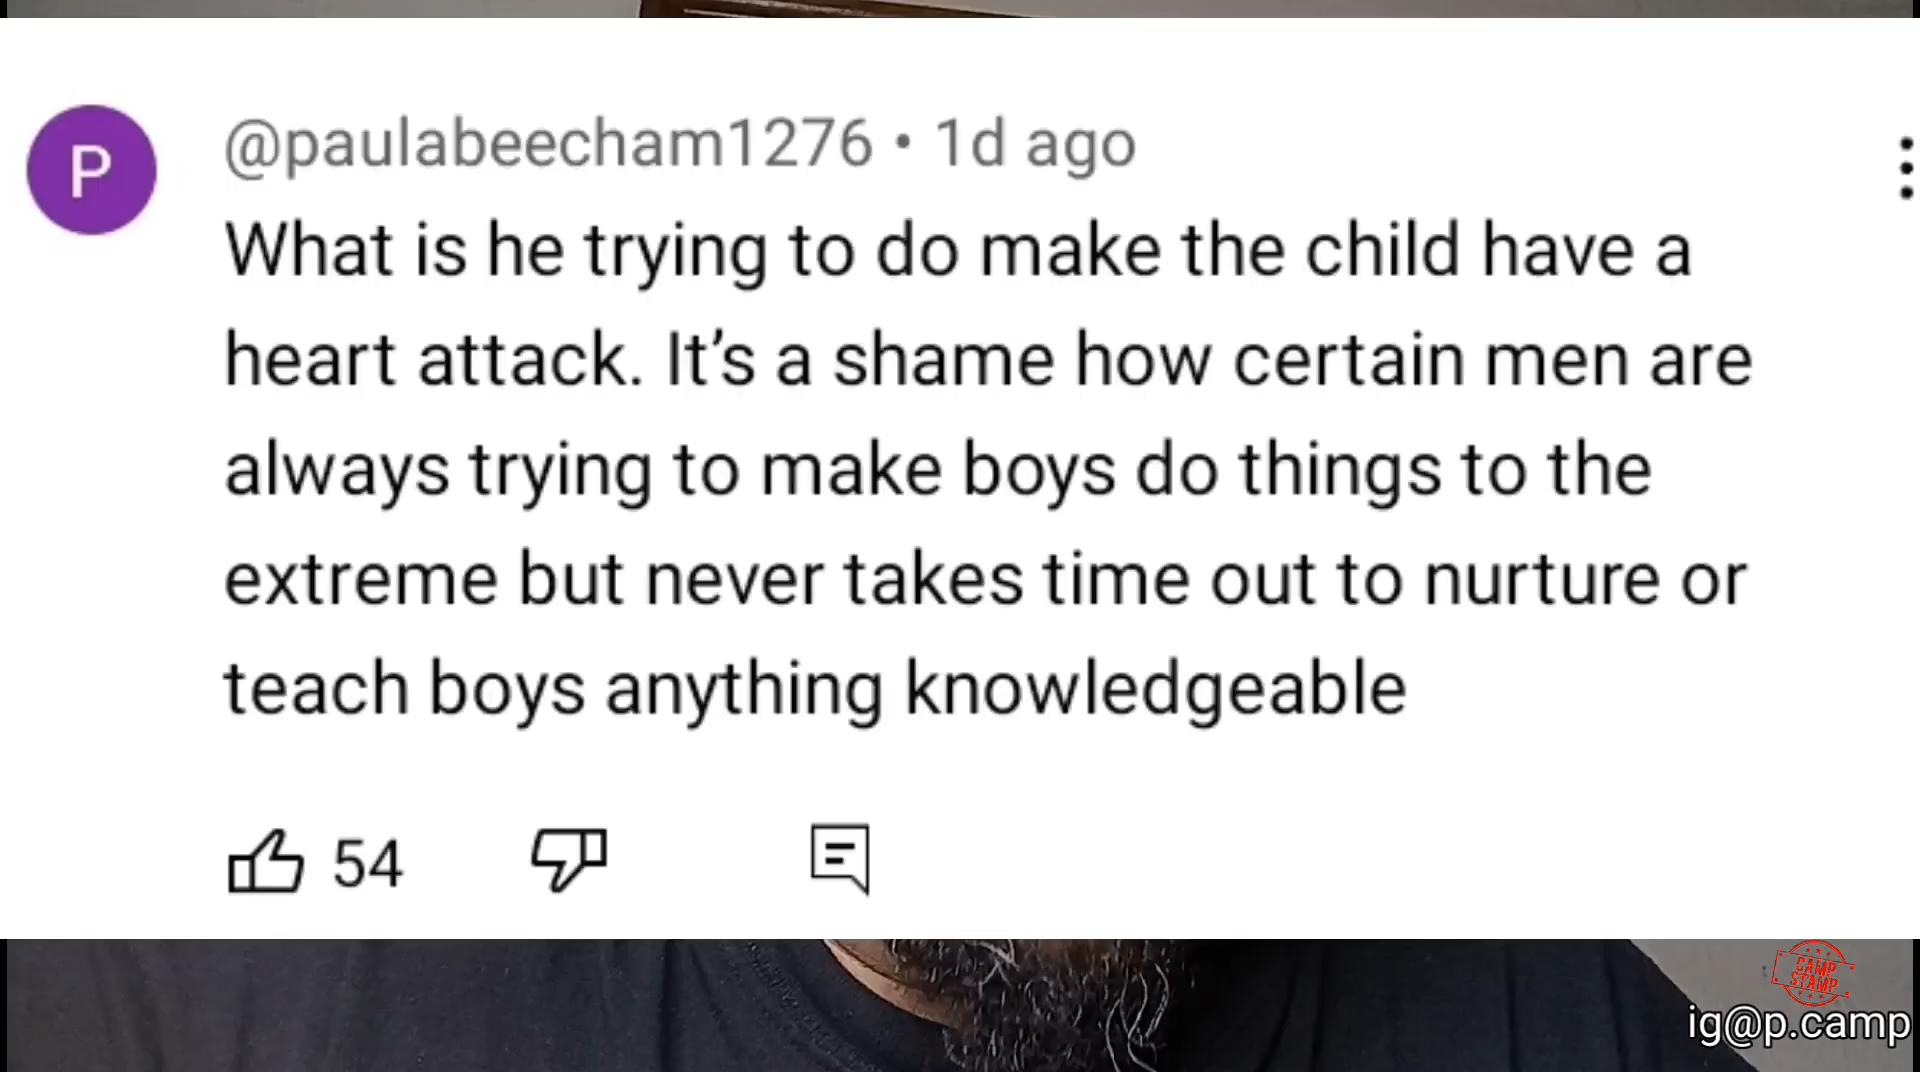 P
@paulabeecham1276 • 1d ago
What is he trying to do make the child have a
heart attack. It's a shame how certain men are
always trying to make boys do things to the
extreme but never takes time out to nurture or
teach boys anything knowledgeable
54
CAMP
STAMP
ig@p.camp